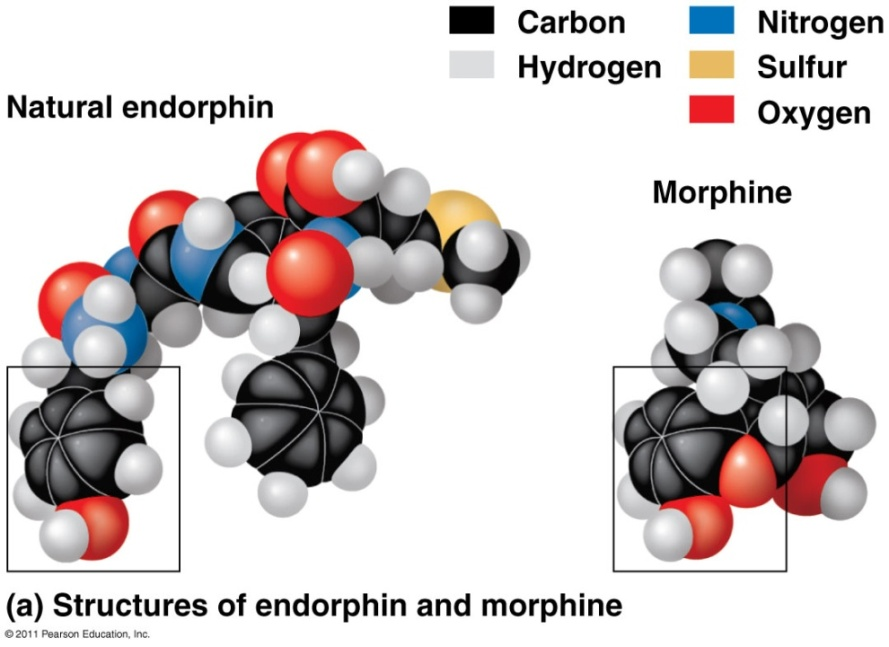 Carbon Nitrogen
Hydrogen Sulfur
Oxygen
Natural endorphin
Morphine
(a) Structures of endorphin and morphine
© 2011 Pearson Education, Inc.